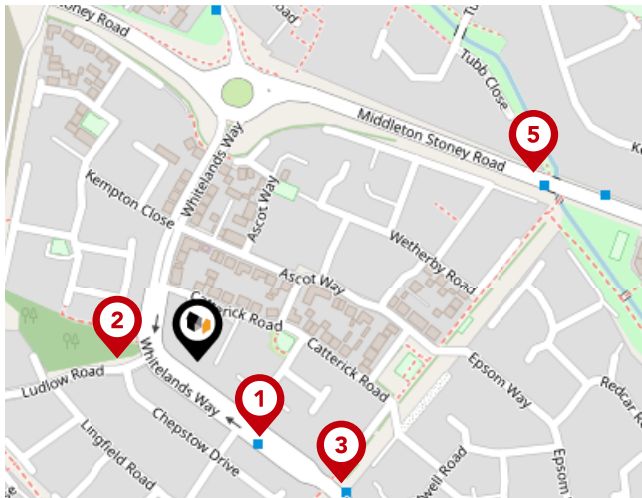 Stoney Road
Road
Tubb Close
5
Middleton Stoney Road
Whitelands Way
Kempton Close
Ascot Way
Wetherby Road
Ascot Way
Catterick Road
2
Catterick Road
Whitelands Way
Ludlow Road
Epsom Way
Redcar Ro
1
Chepstow Drive
3
Lingfield Road
well Road
Epsom